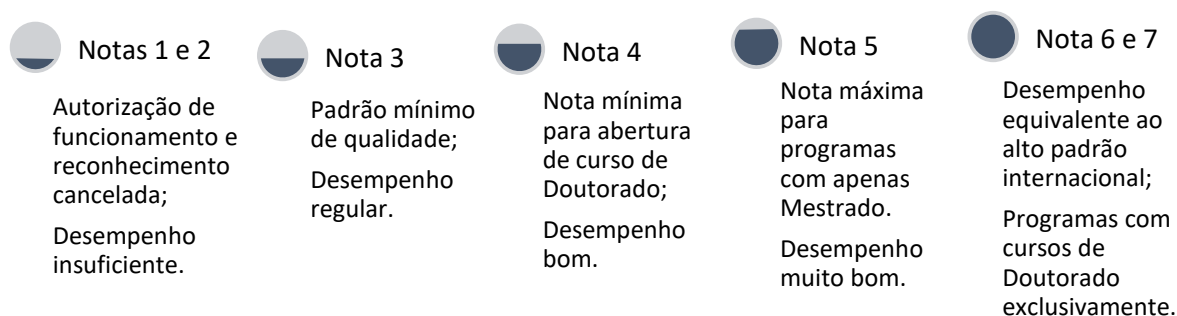 Notas 1 e 2
Autorização de
funcionamento e
reconhecimento
cancelada;
Desempenho
insuficiente.
Nota 3
Padrão mínimo
de qualidade;
Desempenho
regular.
Nota 4
Nota mínima
para abertura
de curso de
Doutorado;
Desempenho
bom.
Nota 5
Nota máxima
para
programas
com apenas
Mestrado.
Desempenho
muito bom.
Nota 6 e 7
Desempenho
equivalente ao
alto padrão
internacional;
Programas com
cursos de
Doutorado
exclusivamente.